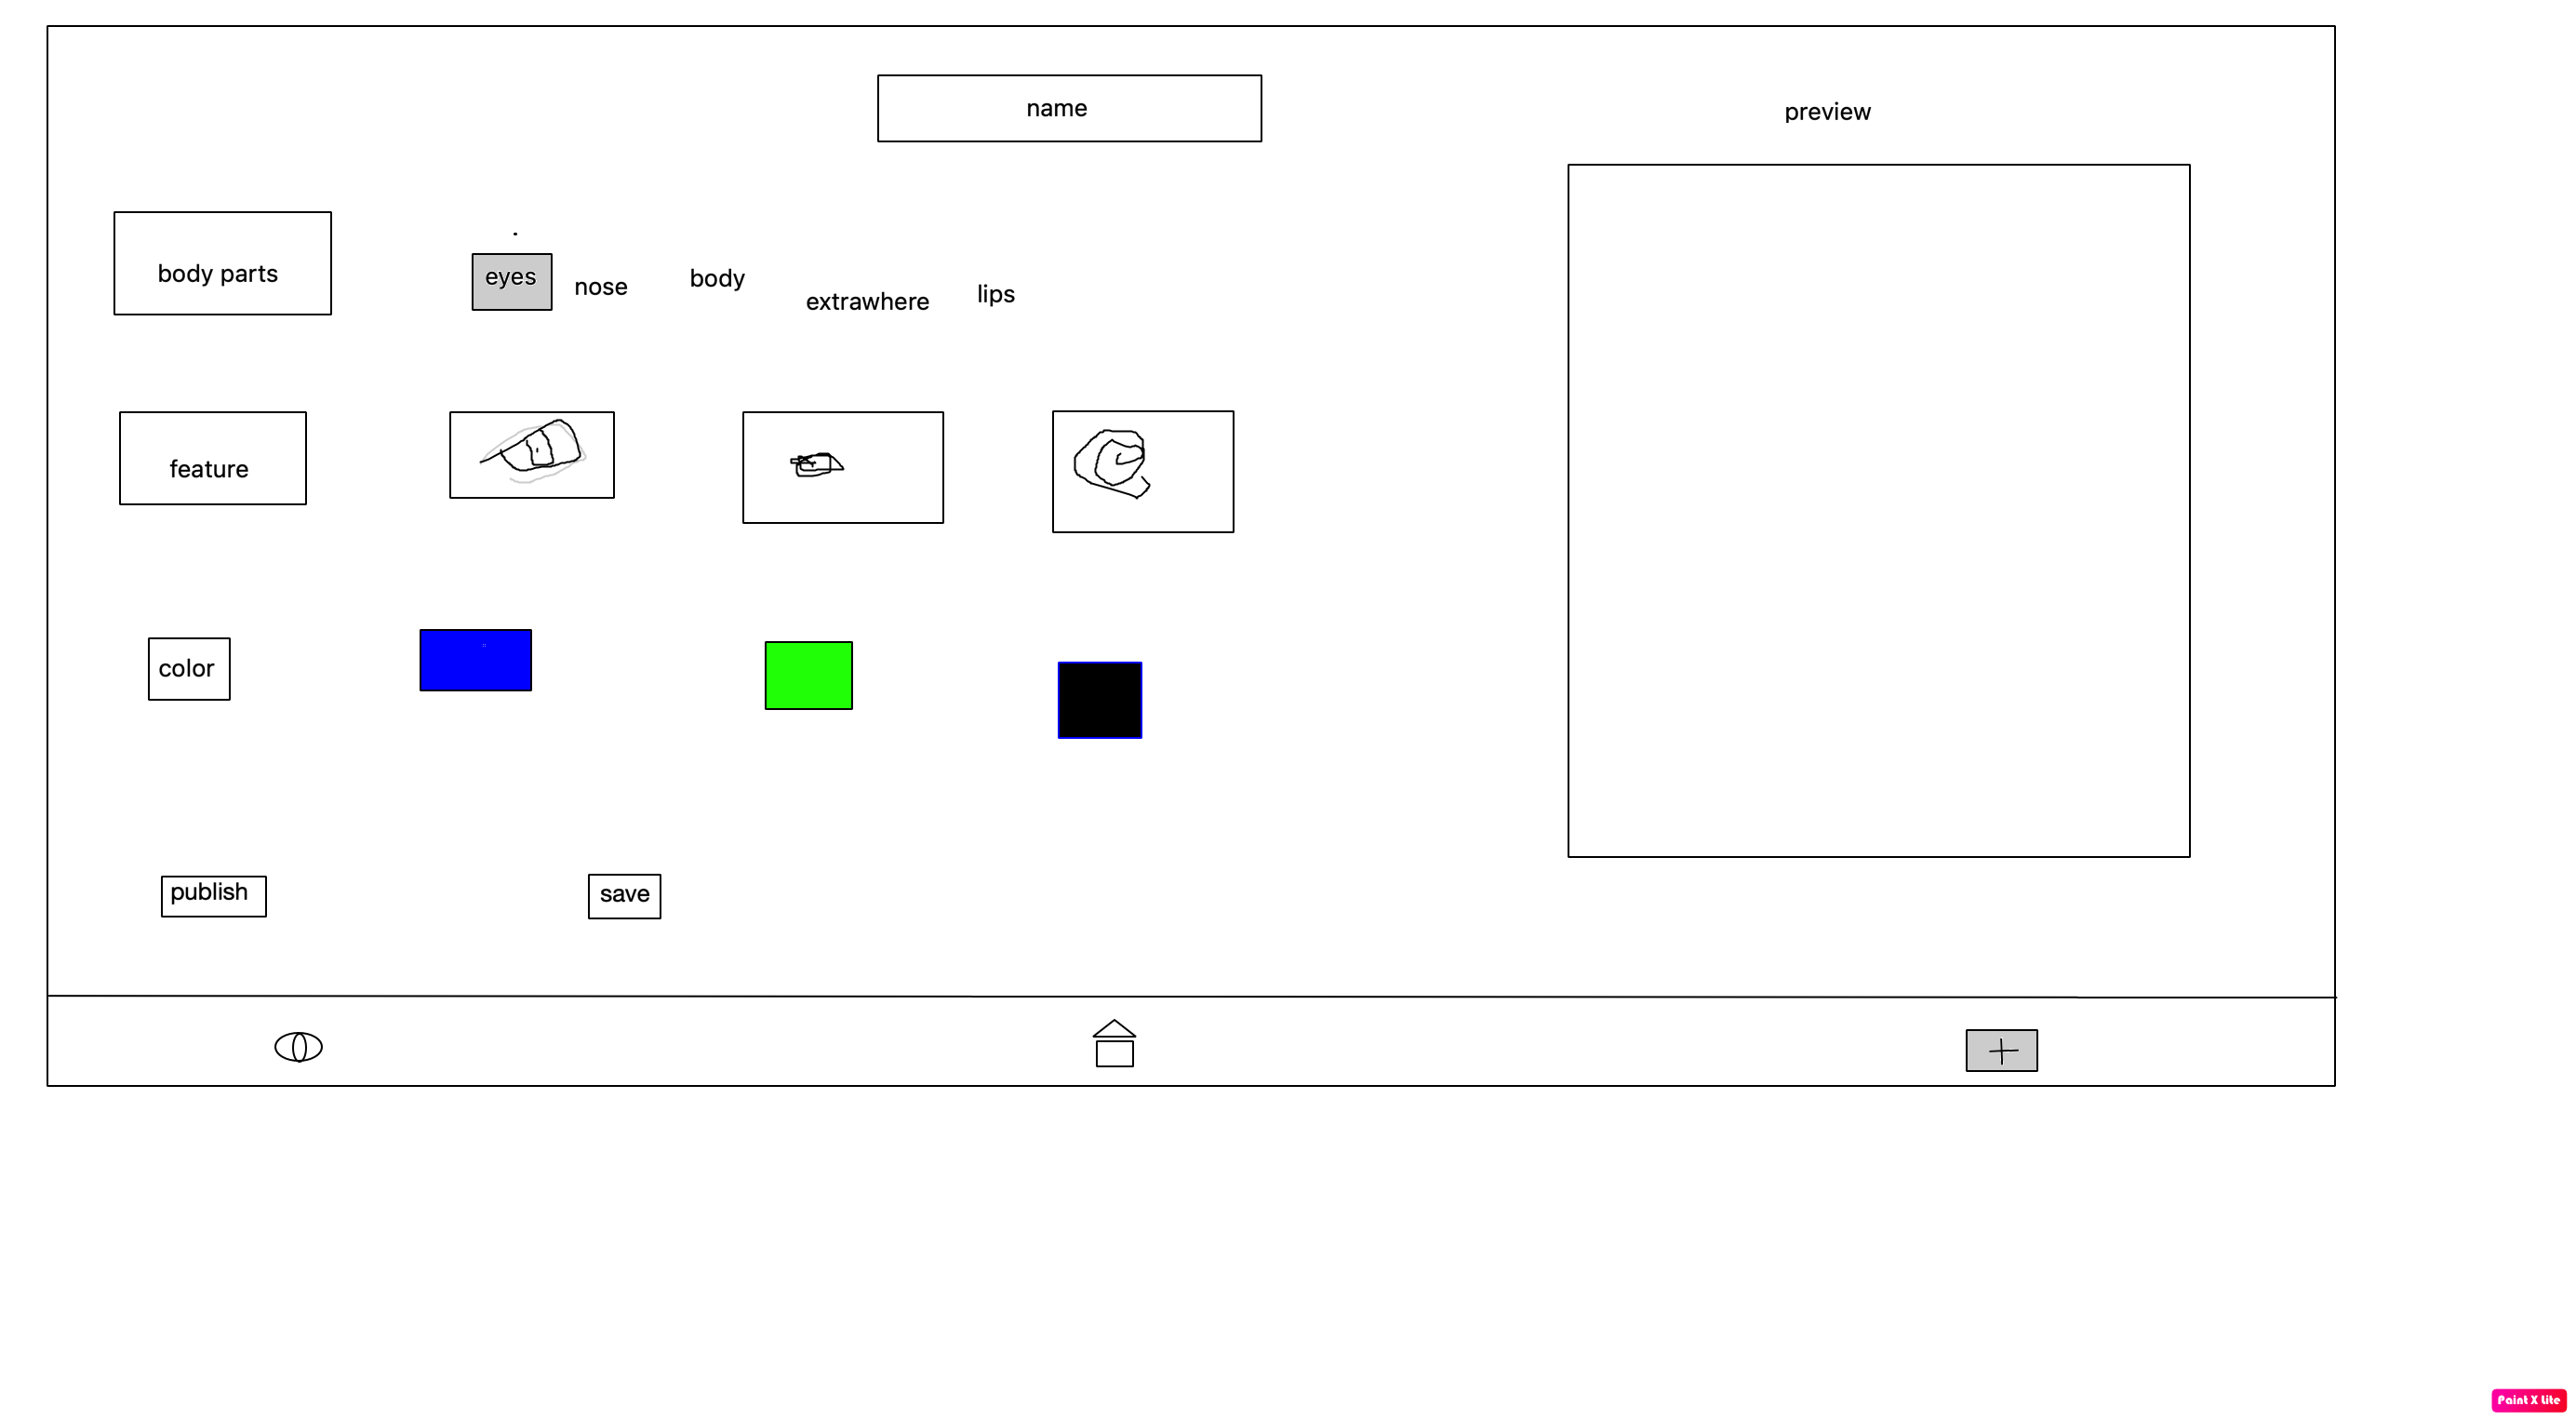 name
preview
body parts
eyes
nose
body
extrawhere
lips
feature
color
publish
save
Paint X Lite